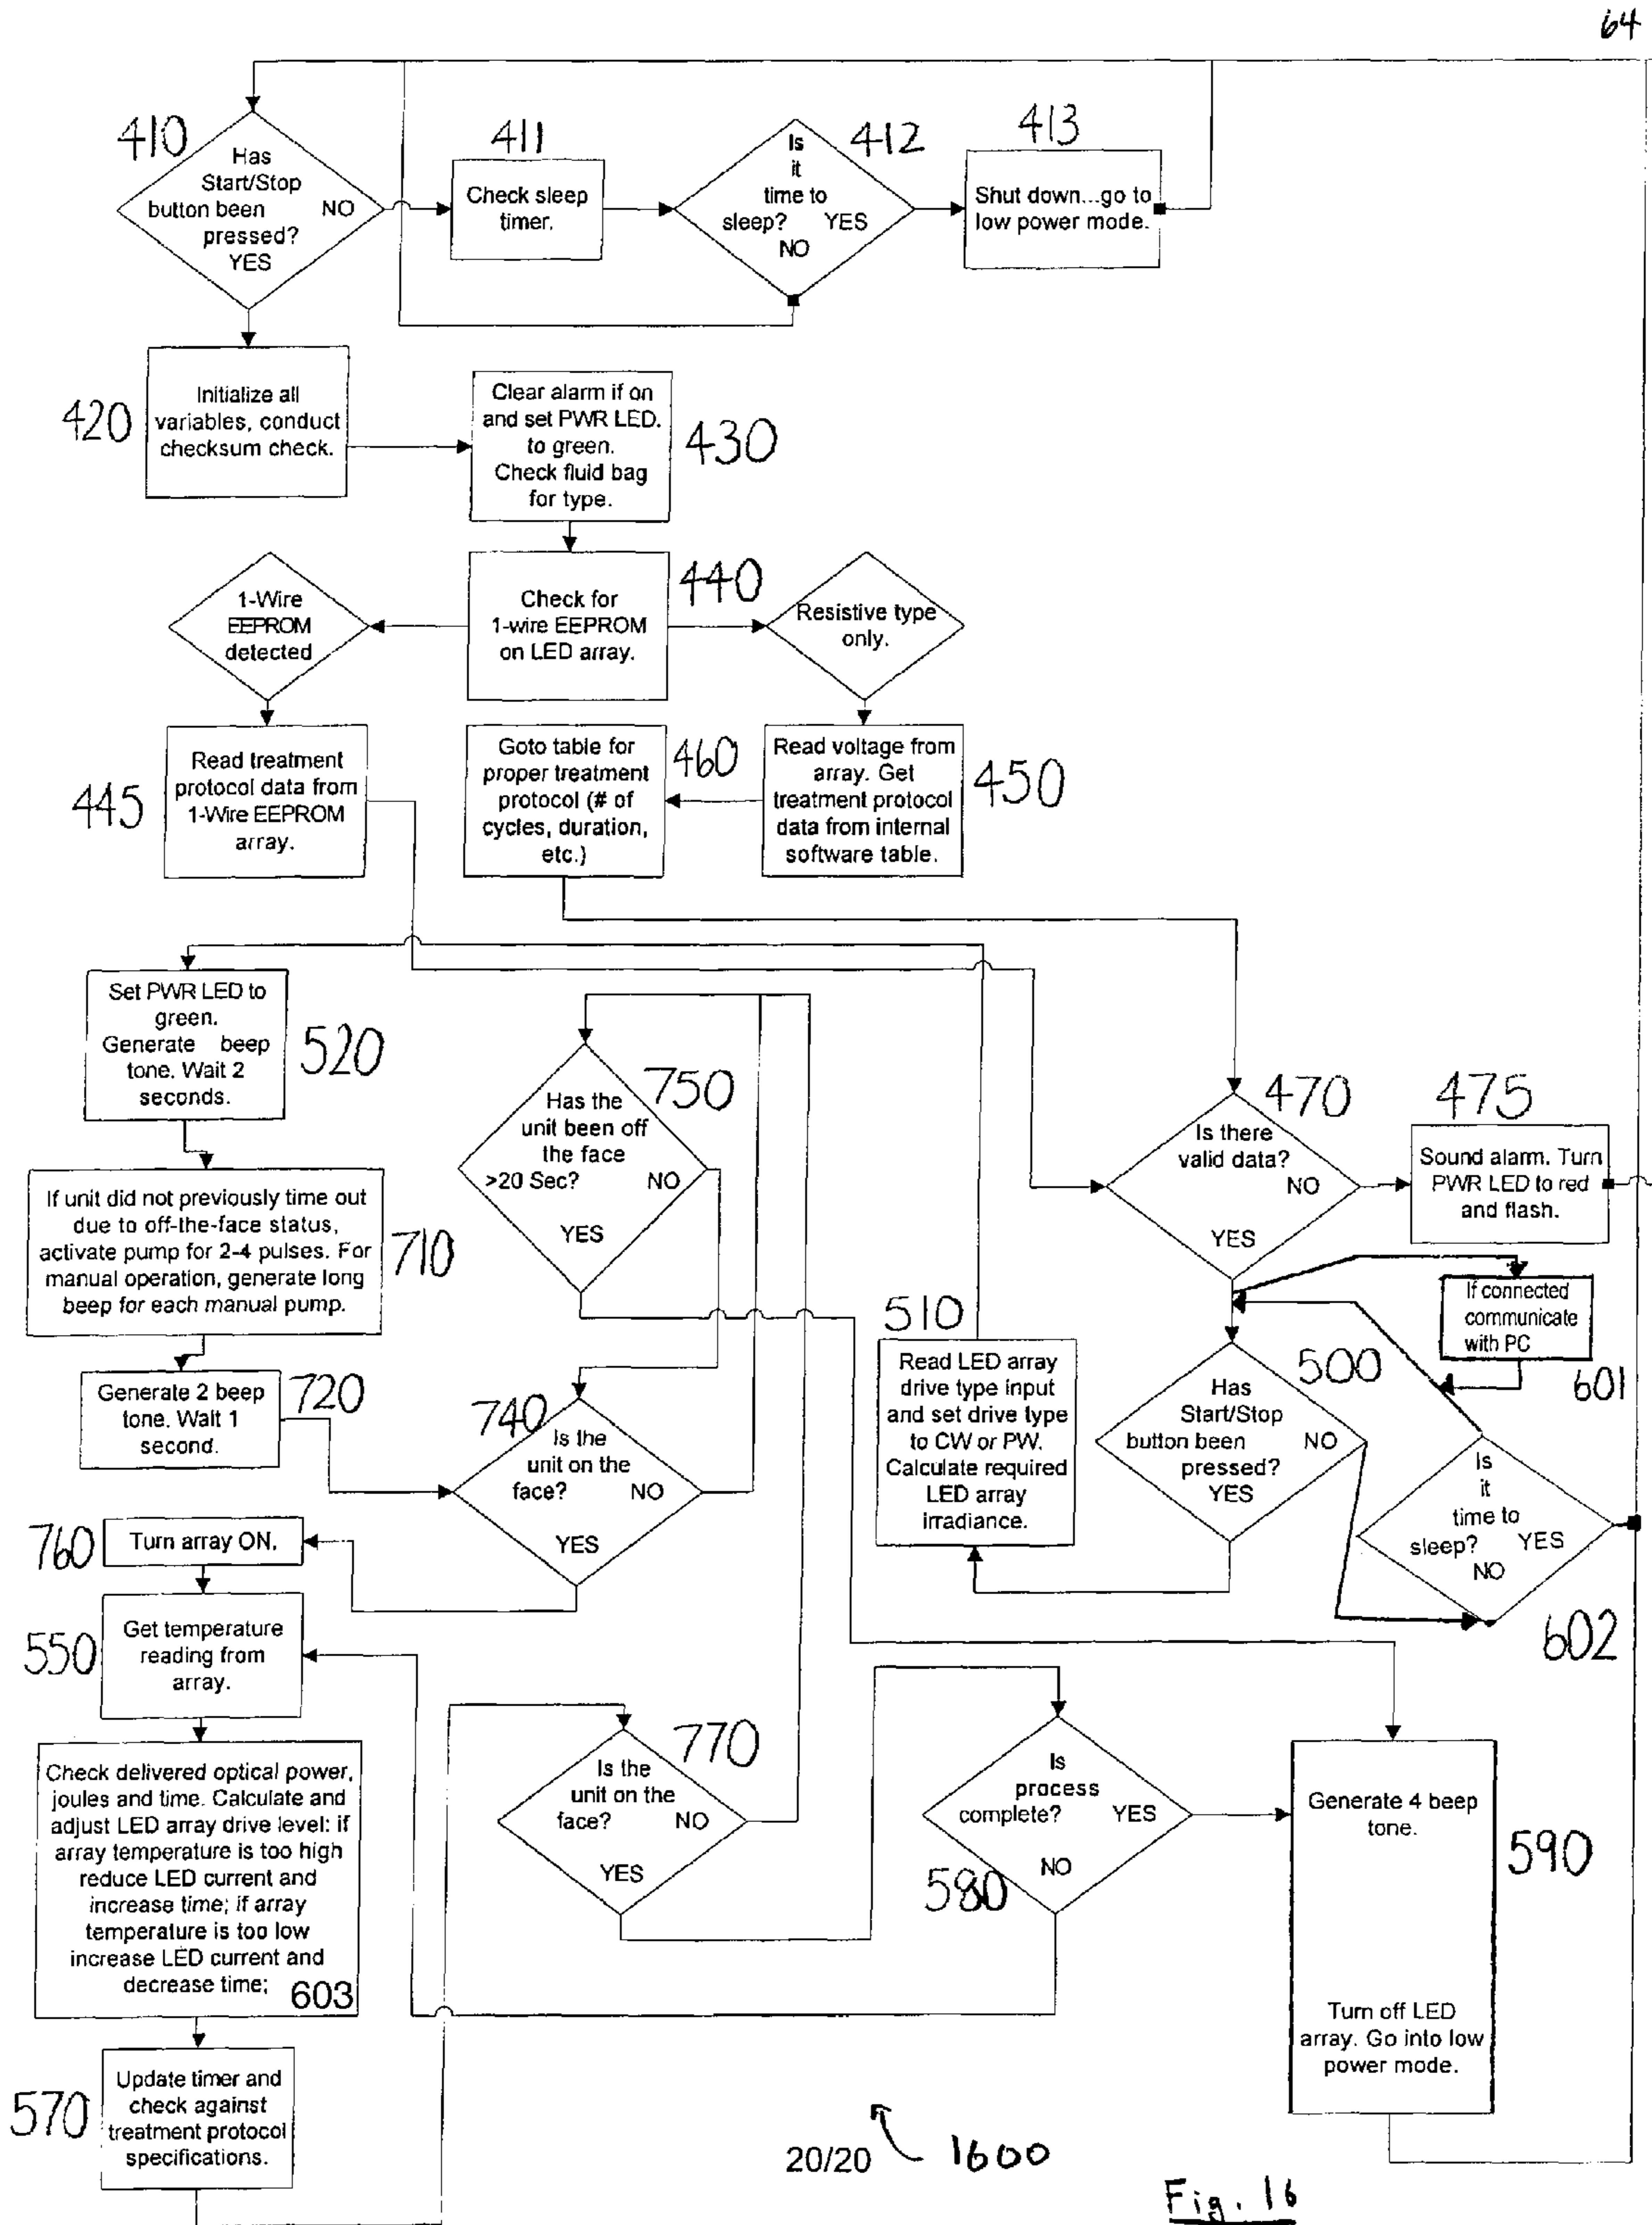 64
410
Has
Start/Stop
button been NO
pressed?
YES
411
Check sleep
timer.
Is
it
time to
sleep? YES
NO
412
413
Shut down...go to
low power mode.
420
Initialize all
variables, conduct
checksum check.
Clear alarm if on
and set PWR LED.
to green.
Check fluid bag
for type.
430
1-Wire
EEPROM
detected
Check for
1-wire EEPROM
on LED array.
440
Resistive type
only.
445
Read treatment
protocol data from
1-Wire EEPROM
array.
Goto table for
proper treatment
protocol (# of
cycles, duration,
etc.)
460
Read voltage from
array. Get
treatment protocol
data from internal
software table.
450
Set PWR LED to
green.
Generate beep
tone. Wait 2
seconds.
520
750
Has the
unit been off
the face
>20 Sec? NO
YES
470
Is there
valid data?
NO
YES
475
Sound alarm. Turn
PWR LED to red
and flash.
If unit did not previously time out
due to off-the-face status,
activate pump for 2-4 pulses. For
manual operation, generate long
beep for each manual pump.
710
510
Read LED array
drive type input
and set drive type
to CW or PW.
Calculate required
LED array
irradiance.
If connected
communicate
with PC
601
500
Has
Start/Stop
button been NO
pressed?
YES
Generate 2 beep
tone. Wait 1
second.
720
740
Is the
unit on the
face? NO
YES
Is
it
time to
sleep? YES
NO
602
760
Turn array ON.
550
Get temperature
reading from
array.
770
Is the
unit on the
face? NO
YES
Is
process
complete? YES
NO
580
Generate 4 beep
tone.
Turn off LED
array. Go into low
power mode.
590
Check delivered optical power,
joules and time. Calculate and
adjust LED array drive level: if
array temperature is too high
reduce LED current and
increase time; if array
temperature is too low
increase LED current and
decrease time;
603
570
Update timer and
check against
treatment protocol
specifications.
20/20
1600
Fig. 16